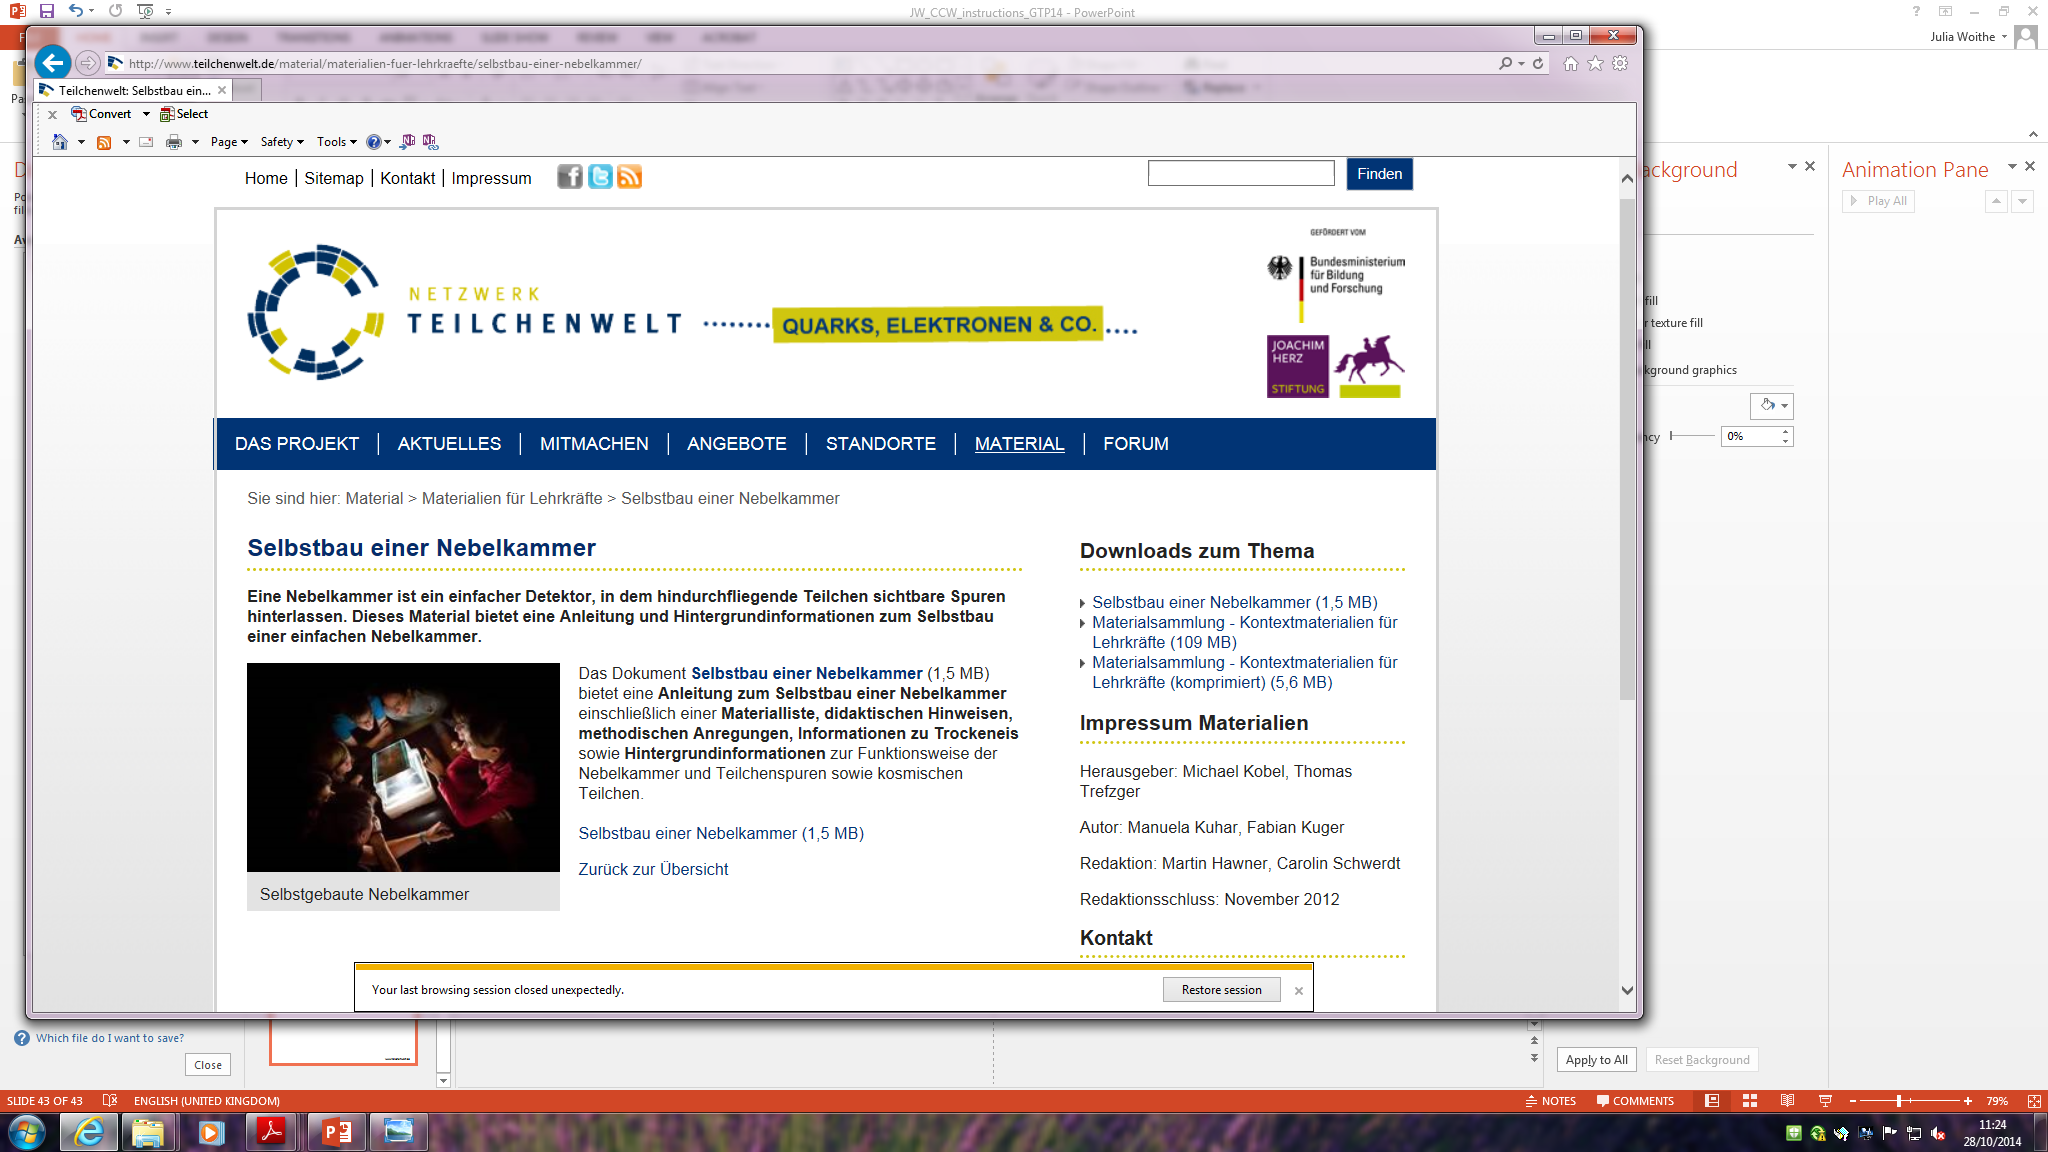 JW_CCW_instructions_GTP14 - PowerPoint
Julia Woithe
http://www.teilchenwelt.de/material/materialien-fuer-lehrkraefte/selbstbau-einer-nebelkammer/
Teilchenwelt: Selbstbau ein...
Convert Select
Page Safety Tools
Home | Sitemap | Kontakt | Impressum
Finden
GEFÖRDERT VOM
Bundesministerium
für Bildung
und Forschung
NETZWERK
TEILCHENWELT
QUARKS, ELEKTRONEN & CO.
JOACHIM
HERZ
STIFTUNG
DAS PROJEKT | AKTUELLES | MITMACHEN | ANGEBOTE | STANDORTE | MATERIAL | FORUM
Sie sind hier: Material > Materialien für Lehrkräfte > Selbstbau einer Nebelkammer
Selbstbau einer Nebelkammer
Eine Nebelkammer ist ein einfacher Detektor, in dem hindurchfliegende Teilchen sichtbare Spuren
hinterlassen. Dieses Material bietet eine Anleitung und Hintergrundinformationen zum Selbstbau
einer einfachen Nebelkammer.
Das Dokument Selbstbau einer Nebelkammer (1,5 MB)
bietet eine Anleitung zum Selbstbau einer Nebelkammer
einschließlich einer Materialliste, didaktischen Hinweisen,
methodischen Anregungen, Informationen zu Trockeneis
sowie Hintergrundinformationen zur Funktionsweise der
Nebelkammer und Teilchenspuren sowie kosmischen
Teilchen.
Selbstbau einer Nebelkammer (1,5 MB)
Zurück zur Übersicht
Selbstgebaute Nebelkammer
Downloads zum Thema
Selbstbau einer Nebelkammer (1,5 MB)
Materialsammlung - Kontextmaterialien für
Lehrkräfte (109 MB)
Materialsammlung - Kontextmaterialien für
Lehrkräfte (komprimiert) (5,6 MB)
Impressum Materialien
Herausgeber: Michael Kobel, Thomas
Trefzger
Autor: Manuela Kuhar, Fabian Kuger
Redaktion: Martin Hawner, Carolin Schwerdt
Redaktionsschluss: November 2012
Kontakt
Your last browsing session closed unexpectedly.
Restore session
ackground
fill
r texture fill
ll
kground graphics
ncy
0%
Animation Pane
Play All
Which file do I want to save?
Close
Apply to All
Reset Background
SLIDE 43 OF 43 ENGLISH (UNITED KINGDOM)
NOTES COMMENTS 79%
11:24
28/10/2014